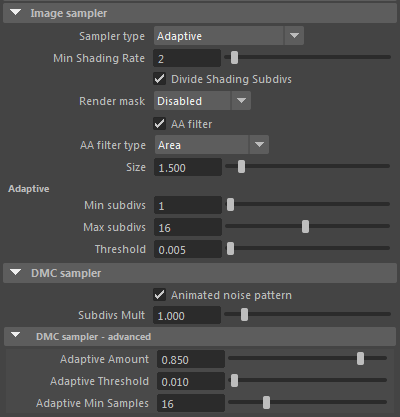 Image sampler
Sampler type Adaptive
Min Shading Rate 2
Divide Shading Subdivs
Render mask Disabled
AA filter
AA filter type Area
Size 1.500
Adaptive
Min subdivs 1
Max subdivs 16
Threshold 0.005
DMC sampler
Animated noise pattern
Subdivs Mult 1.000
DMC sampler - advanced
Adaptive Amount 0.850
Adaptive Threshold 0.010
Adaptive Min Samples 16